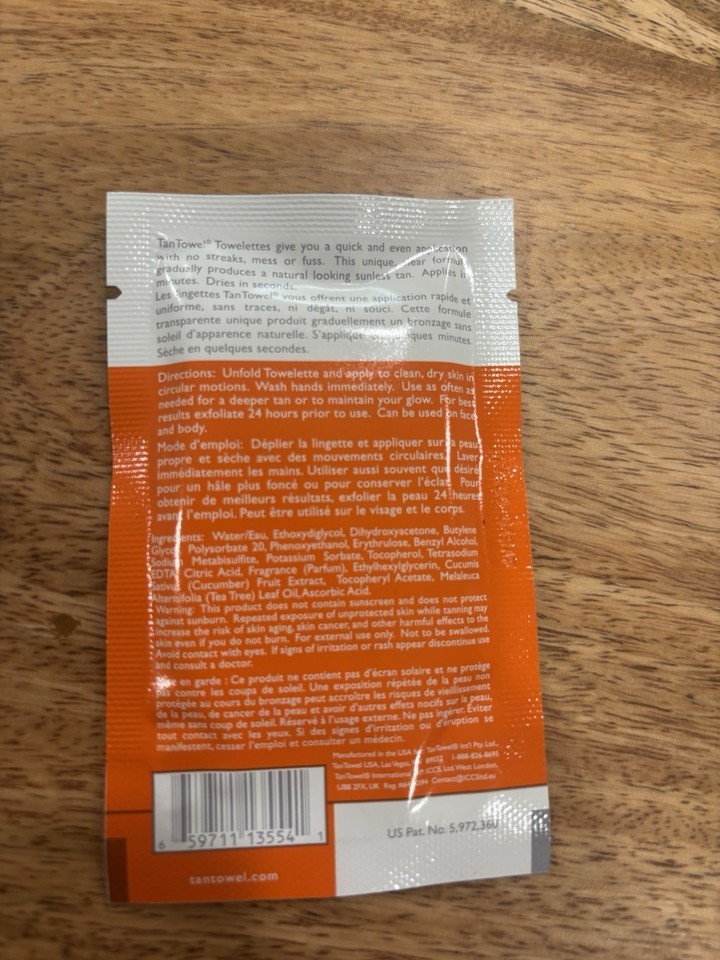 TanTowel® Towelettes give you a quick and even application
with no streaks, mess or fuss. This unique, clear formula
gradually produces a natural looking sunless tan. Applies in
minutes. Dries in seconds.
Les lingettes TanTowel® vous offrent une application rapide et
uniforme, sans traces, ni dégât, ni souci. Cette formule
transparente unique produit graduellement un bronzage sans
soleil d'apparence naturelle. S'applique minutes.
Sèche en quelques secondes.
Directions: Unfold Towelette and apply to clean, dry skin in
circular motions. Wash hands immediately. Use as often as
needed for a deeper tan or to maintain your glow. For best
results exfoliate 24 hours prior to use. Can be used on face
and body.
Mode d'emploi: Déplier la lingette et appliquer sur la peau
propre et sèche avec des mouvements circulaires. Laver
immédiatement les mains. Utiliser aussi souvent que désiré
pour un hâle plus foncé ou pour conserver l'éclat. Pour
obtenir de meilleurs résultats, exfolier la peau 24 heures
avant l'emploi. Peut être utilisé sur le visage et le corps.
Ingredients: Water/Eau, Ethoxydiglycol, Dihydroxyacetone, Butylene
Glycol, Polysorbate 20, Phenoxyethanol, Erythrulose, Benzyl Alcohol,
Sodium Metabisulfite, Potassium Sorbate, Tocopherol, Tetrasodium
EDTA, Citric Acid, Fragrance (Parfum), Ethylhexylglycerin, Cucumis
Sativus (Cucumber) Fruit Extract, Tocopheryl Acetate, Melaleuca
Alternifolia (Tea Tree) Leaf Oil, Ascorbic Acid.
Warning: This product does not contain sunscreen and does not protect
against sunburn. Repeated exposure of unprotected skin while tanning may
increase the risk of skin aging, skin cancer, and other harmful effects to the
skin even if you do not burn. For external use only. Not to be swallowed.
Avoid contact with eyes. If signs of irritation or rash appear discontinue use
and consult a doctor.
Mise en garde : Ce produit ne contient pas d'écran solaire et ne protège
pas contre les coups de soleil. Une exposition répétée de la peau non
protégée au cours du bronzage peut accroître les risques de vieillissement
de la peau, de cancer de la peau et avoir d'autres effets nocifs sur la peau,
même sans coup de soleil. Réservé à l'usage externe. Ne pas ingérer. Éviter
tout contact avec les yeux. Si des signes d'irritation ou d'éruption se
manifestent, cesser l'emploi et consulter un médecin.
Manufactured in the USA TanTowel® Int'l Pty. Ltd.,
TanTowel USA, Las Vegas, 1-888-826-8695
TanTowel® International ICCS Ltd, West London,
UB8 2FX, UK Reg. Contact@ICCSltd.eu
6 59711 13554 1
US Pat. No. 5,972,360
tantowel.com